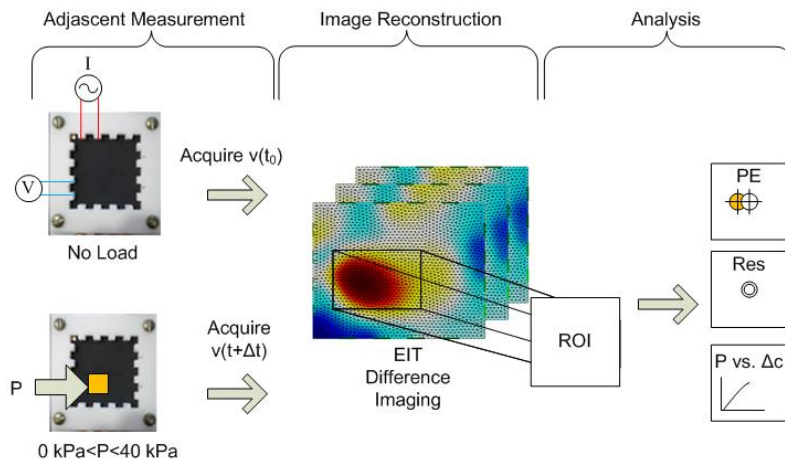 Adjascent Measurement
Image Reconstruction
Analysis
I
V
No Load
Acquire v(t₀)
P
0 kPa<P<40 kPa
Acquire
v(t+Δt)
EIT
Difference
Imaging
ROI
PE
Res
P vs. Δc